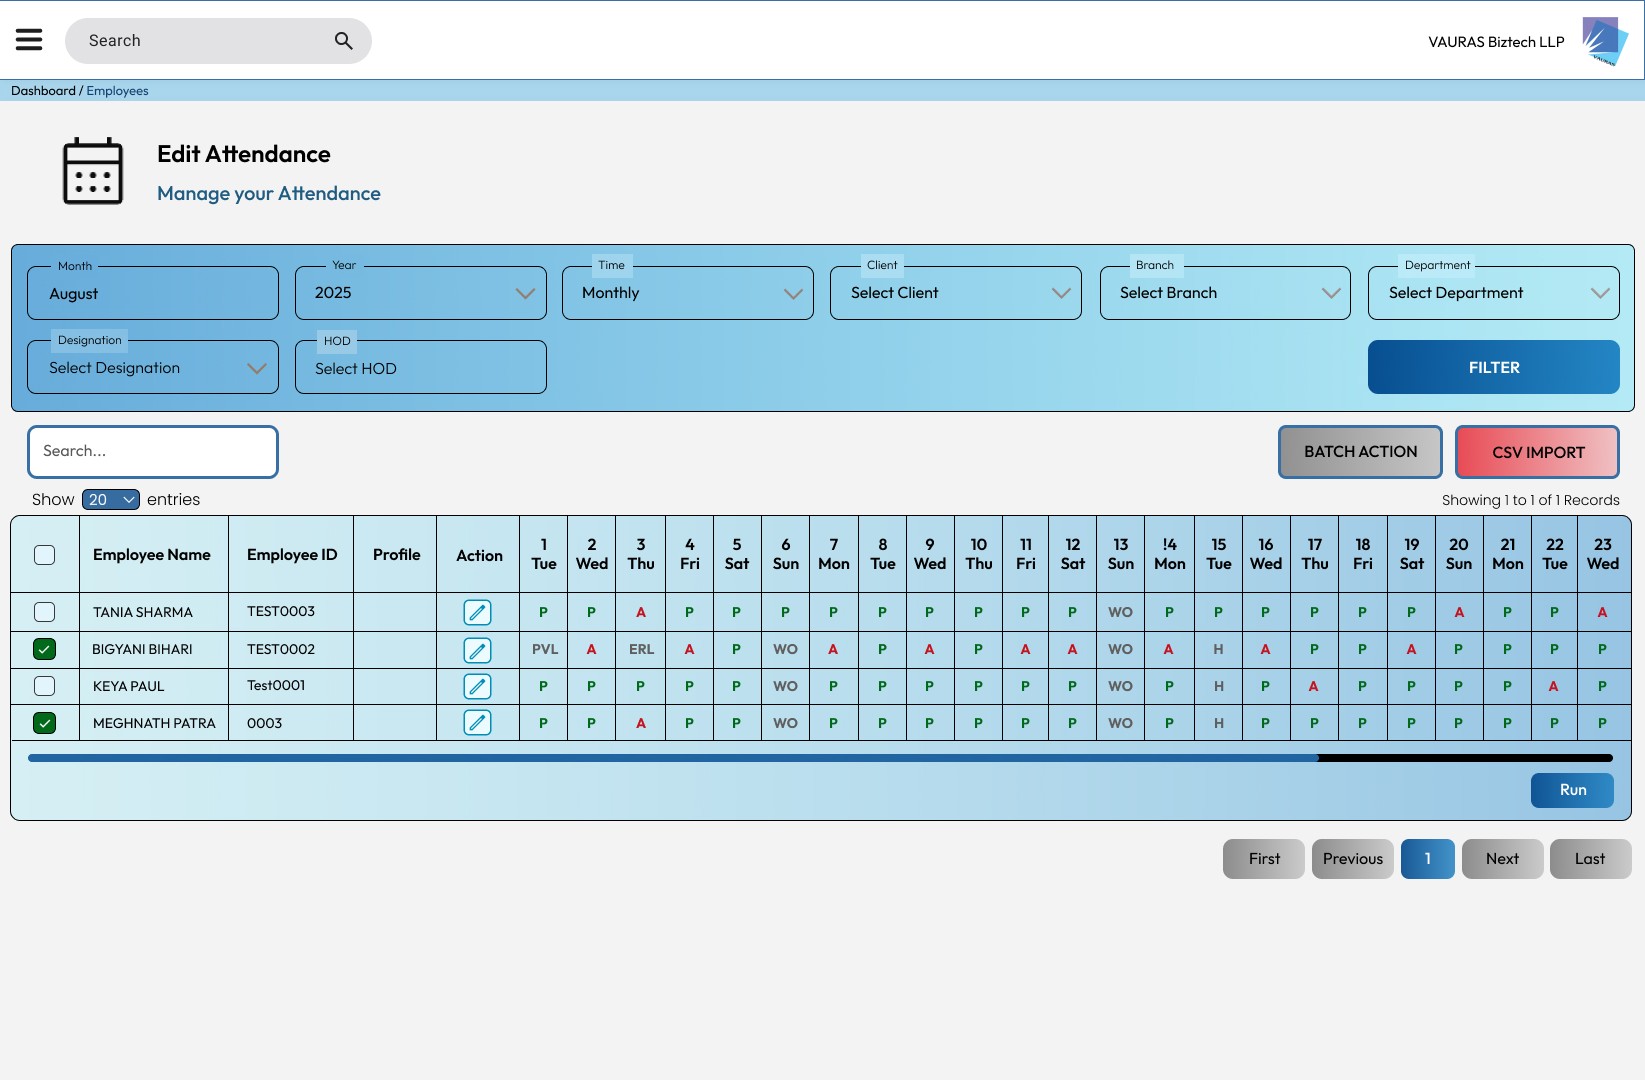 Search
VAURAS Biztech LLP
VAURAS
Dashboard / Employees
Edit Attendance
Manage your Attendance
Month
August
Year
2025
Time
Monthly
Client
Select Client
Branch
Select Branch
Department
Select Department
Designation
Select Designation
HOD
Select HOD
FILTER
Search...
BATCH ACTION
CSV IMPORT
Show 20 entries
Showing 1 to 1 of 1 Records
Employee Name Employee ID Profile Action 1 Tue 2 Wed 3 Thu 4 Fri 5 Sat 6 Sun 7 Mon 8 Tue 9 Wed 10 Thu 11 Fri 12 Sat 13 Sun !4 Mon 15 Tue 16 Wed 17 Thu 18 Fri 19 Sat 20 Sun 21 Mon 22 Tue 23 Wed
TANIA SHARMA TEST0003 P P A P P P P P P P P P WO P P P P P P A P P A
BIGYANI BIHARI TEST0002 PVL A ERL A P WO A P A P A A WO A H A P P A P P P P
KEYA PAUL Test0001 P P P P P WO P P P P P P WO P H P A P P P P A P
MEGHNATH PATRA 0003 P P A P P WO P P P P P P WO P H P P P P P P P P
Run
First Previous 1 Next Last